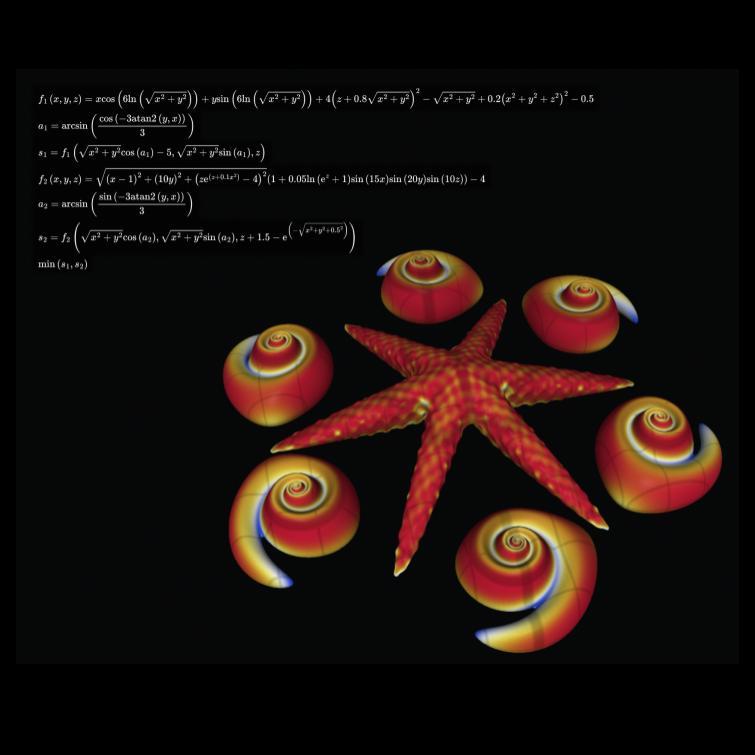 f₁(x,y,z) = xcos(6ln(√(x²+y²))) + ysin(6ln(√(x²+y²))) + 4(z+0.8√(x²+y²))² − √(x²+y²) + 0.2(x²+y²+z²)² − 0.5
a₁ = arcsin(cos(−3atan2(y,x))/3)
s₁ = f₁(√(x²+y²)cos(a₁)−5, √(x²+y²)sin(a₁), z)
f₂(x,y,z) = √((x−1)²+(10y)²+(ze^(z+0.1x²)−4)²)(1+0.05ln(eᶻ+1)sin(15x)sin(20y)sin(10z)) − 4
a₂ = arcsin(sin(−3atan2(y,x))/3)
s₂ = f₂(√(x²+y²)cos(a₂), √(x²+y²)sin(a₂), z+1.5−e^(−√(x²+y²+0.5²)))
min(s₁,s₂)